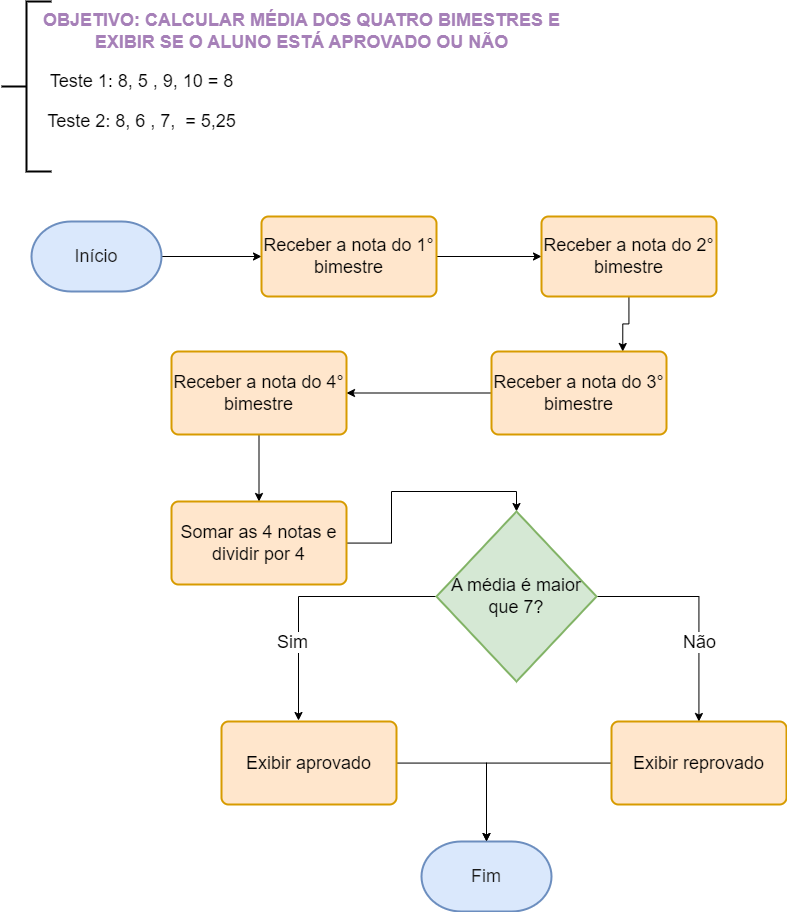 OBJETIVO: CALCULAR MÉDIA DOS QUATRO BIMESTRES E
EXIBIR SE O ALUNO ESTÁ APROVADO OU NÃO
Teste 1: 8, 5 , 9, 10 = 8
Teste 2: 8, 6 , 7,  = 5,25
Início
Receber a nota do 1°
bimestre
Receber a nota do 2°
bimestre
Receber a nota do 3°
bimestre
Receber a nota do 4°
bimestre
Somar as 4 notas e
dividir por 4
A média é maior
que 7?
Sim
Não
Exibir aprovado
Exibir reprovado
Fim